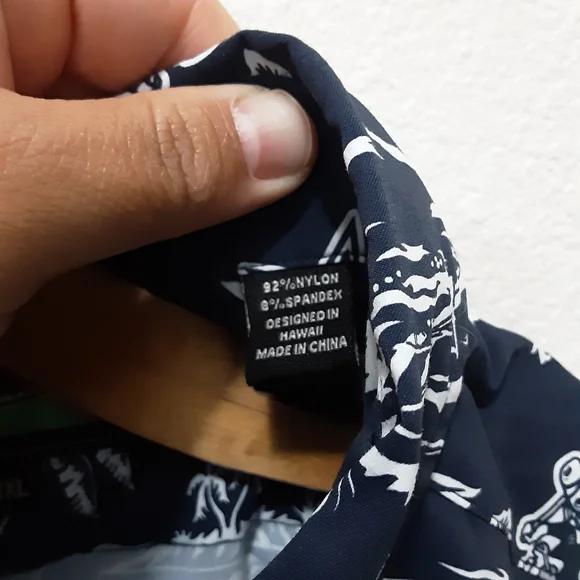 92%NYLON
8%SPANDEX
DESIGNED IN
HAWAII
MADE IN CHINA